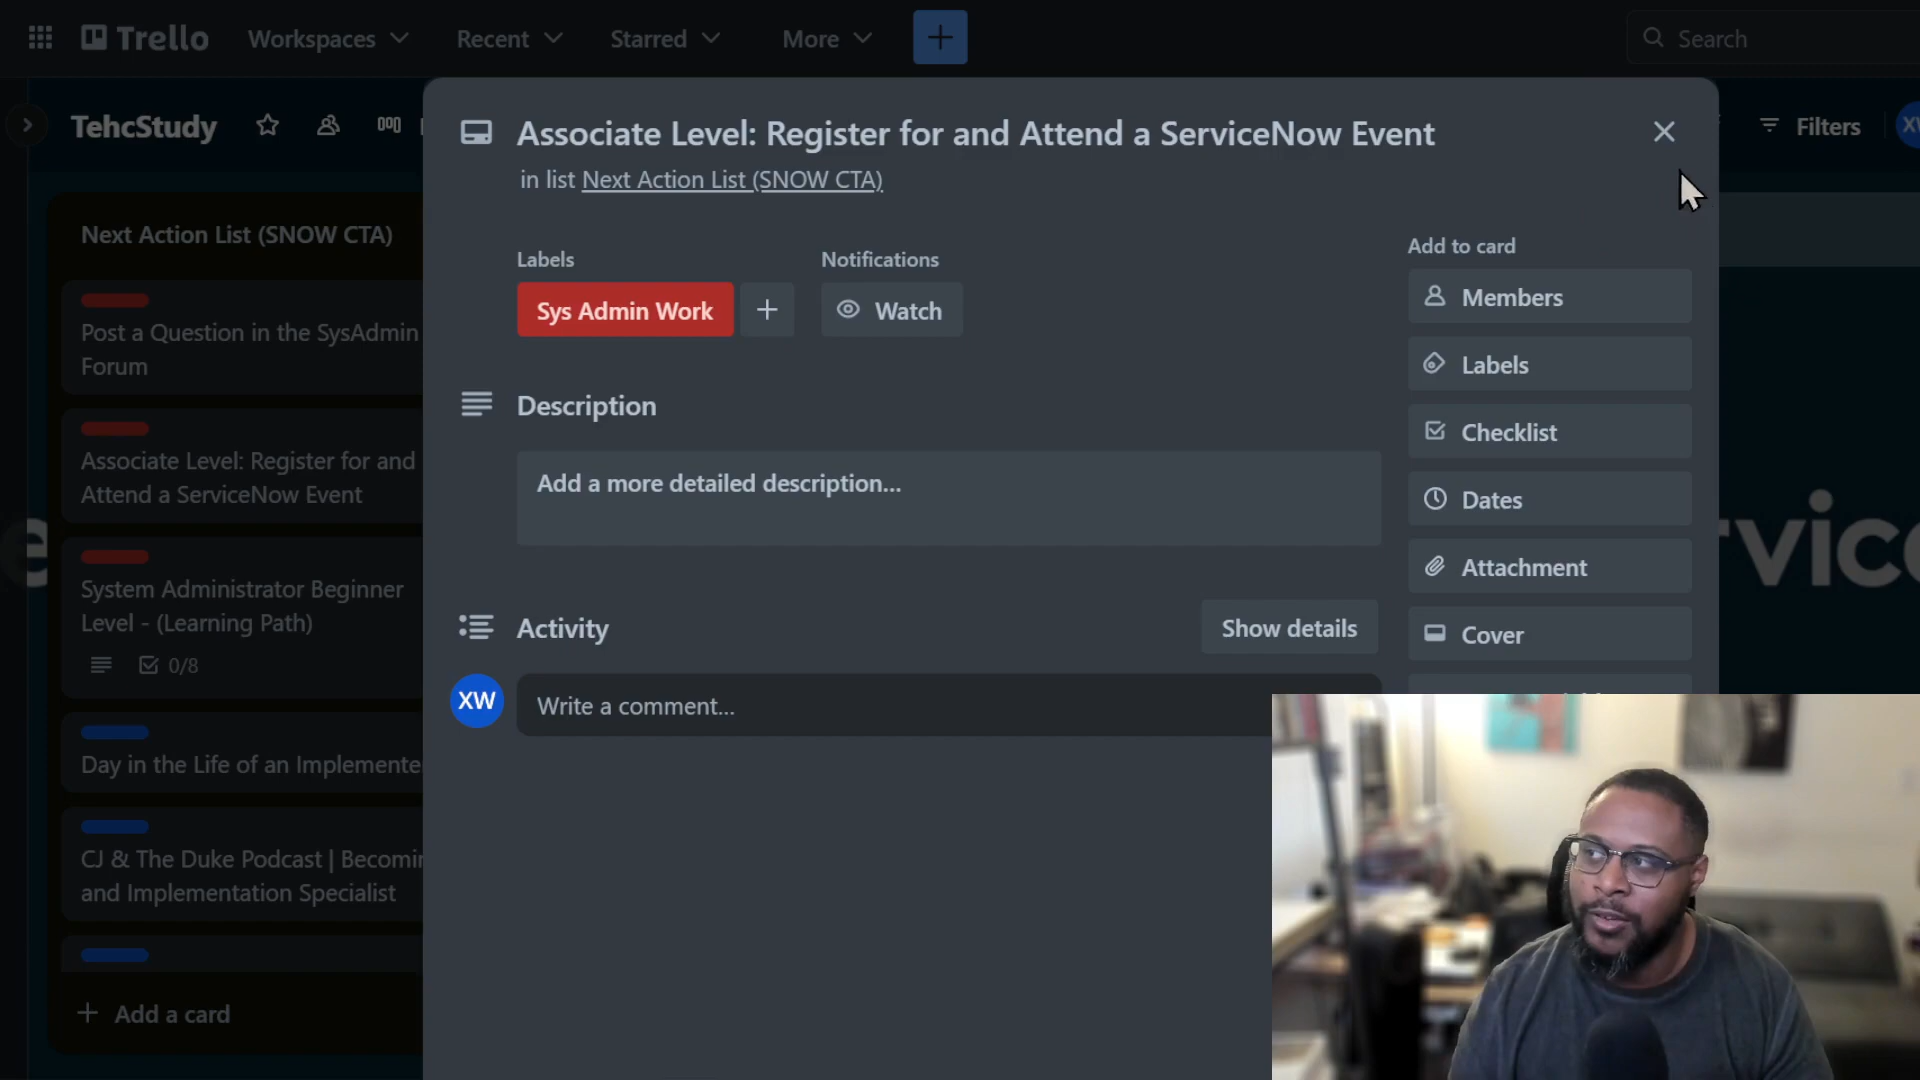 Trello
Workspaces
Recent
Starred
More
Search
TehcStudy
Filters
XW
Associate Level: Register for and Attend a ServiceNow Event
in list Next Action List (SNOW CTA)
Next Action List (SNOW CTA)
Post a Question in the SysAdmin
Forum
Associate Level: Register for and
Attend a ServiceNow Event
System Administrator Beginner
Level - (Learning Path)
0/8
Day in the Life of an Implemente
CJ & The Duke Podcast | Becomin
and Implementation Specialist
Add a card
Labels
Notifications
Sys Admin Work
Watch
Description
Add a more detailed description...
Activity
Show details
XW
Write a comment...
Add to card
Members
Labels
Checklist
Dates
Attachment
Cover
rvice